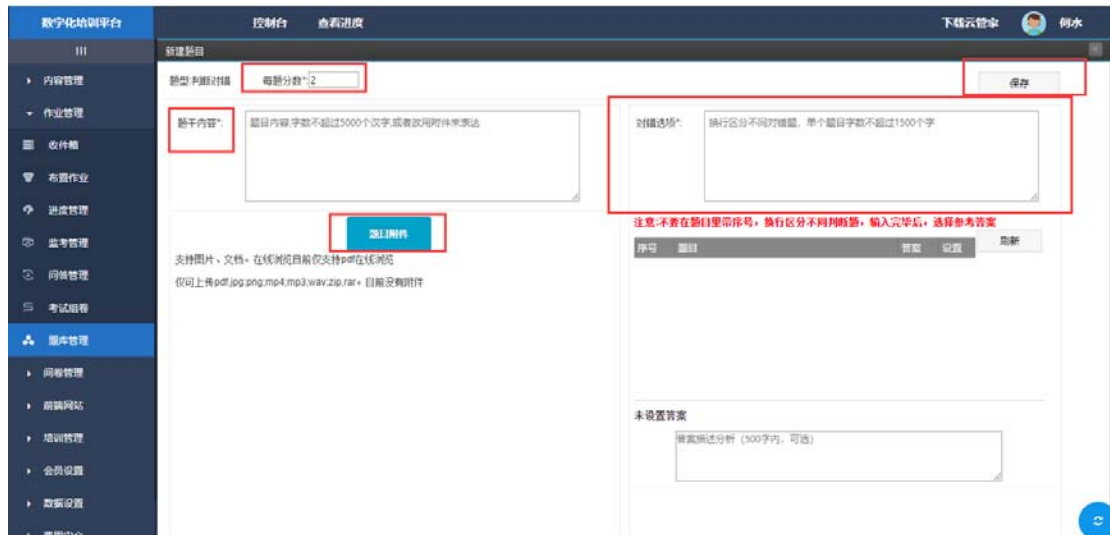 数字化培训平台 控制台 查看进度 下载云管家 何水
新建题目
题型:判断对错 每题分数*:2 保存
题干内容*: 题目内容,字数不超过5000个汉字,或者改用附件来表达
对错选项*: 换行区分不同对错题，单个题目字数不超过1500个字
题目附件
支持图片、文档。在线浏览目前仅支持pdf在线浏览
仅可上传pdf,jpg;png;mp4;mp3;wav;zip,rar。目前没有附件
注意:不要在题目里带序号，换行区分不同判断题，输入完毕后，选择参考答案
序号 题目 答案 设置 刷新
未设置答案
答案描述分析（500字内，可选）
内容管理
作业管理
收件箱
布置作业
进度管理
监考管理
问答管理
考试组卷
题库管理
问卷管理
前端网站
培训管理
会员设置
数据设置